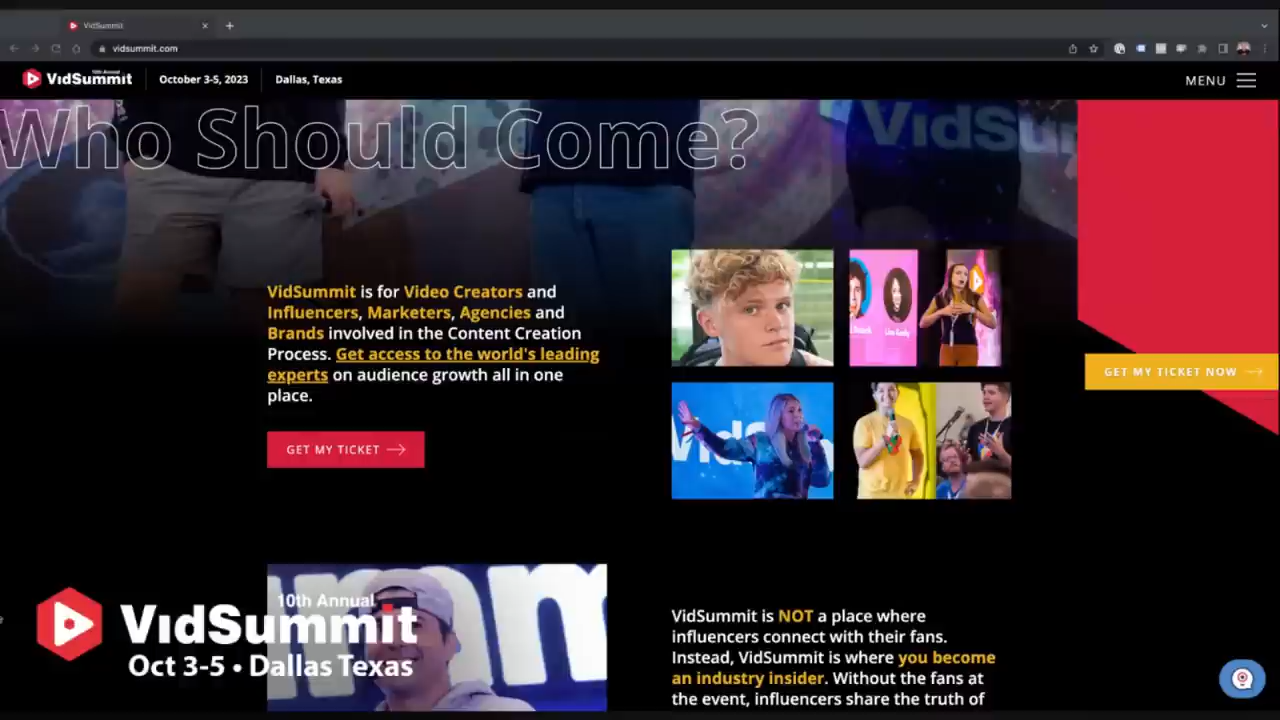 VidSummit
vidsummit.com
10th Annual
VidSummit
October 3-5, 2023
Dallas, Texas
MENU
Who Should Come?
VidSum
VidSummit is for Video Creators and
Influencers, Marketers, Agencies and
Brands involved in the Content Creation
Process. Get access to the world's leading
experts on audience growth all in one
place.
GET MY TICKET
GET MY TICKET NOW
10th Annual
VidSummit
Oct 3-5 • Dallas Texas
VidSummit is NOT a place where
influencers connect with their fans.
Instead, VidSummit is where you become
an industry insider. Without the fans at
the event, influencers share the truth of